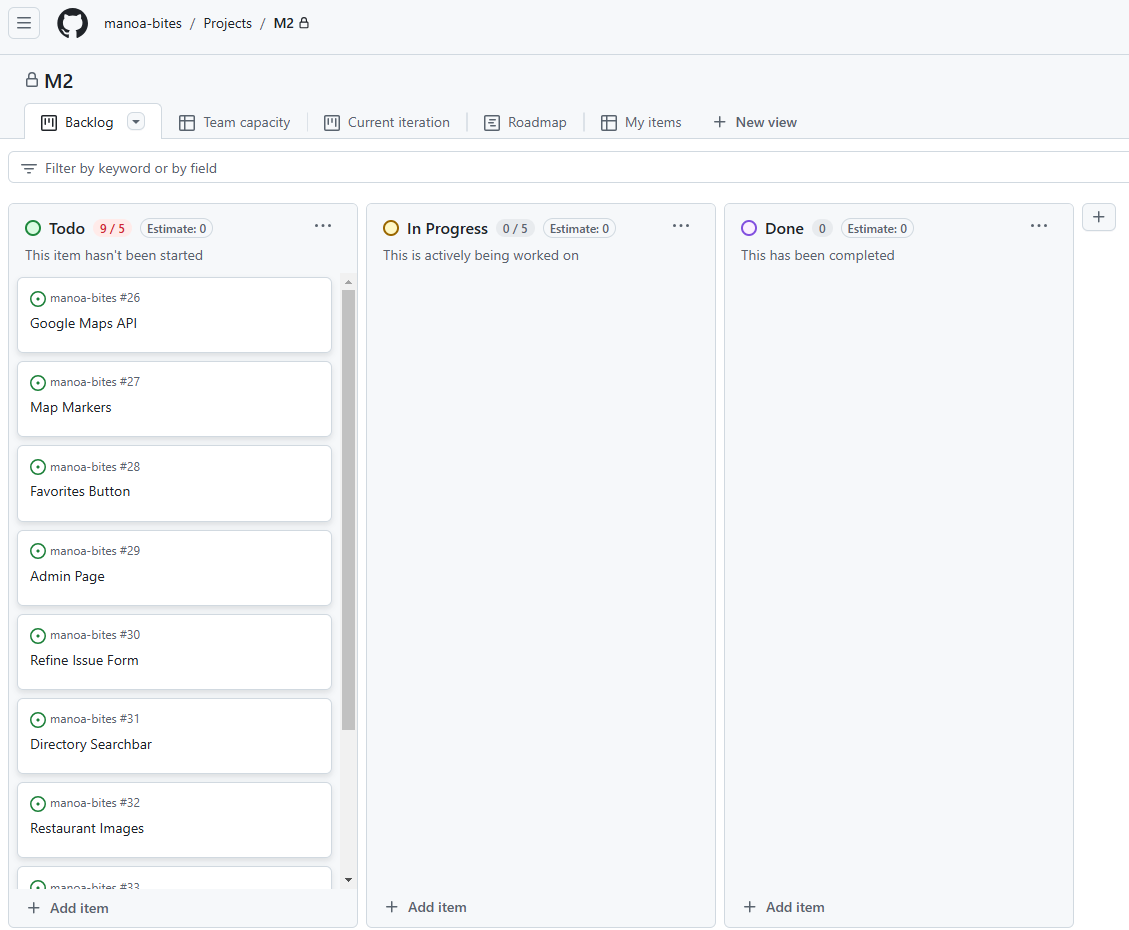 manoa-bites / Projects / M2
M2
Backlog Team capacity Current iteration Roadmap My items + New view
Filter by keyword or by field
Todo 9 / 5 Estimate: 0 ...
This item hasn't been started
manoa-bites #26
Google Maps API
manoa-bites #27
Map Markers
manoa-bites #28
Favorites Button
manoa-bites #29
Admin Page
manoa-bites #30
Refine Issue Form
manoa-bites #31
Directory Searchbar
manoa-bites #32
Restaurant Images
manoa-bites #33
+ Add item
In Progress 0 / 5 Estimate: 0 ...
This is actively being worked on
+ Add item
Done 0 Estimate: 0 ...
This has been completed
+ Add item
+